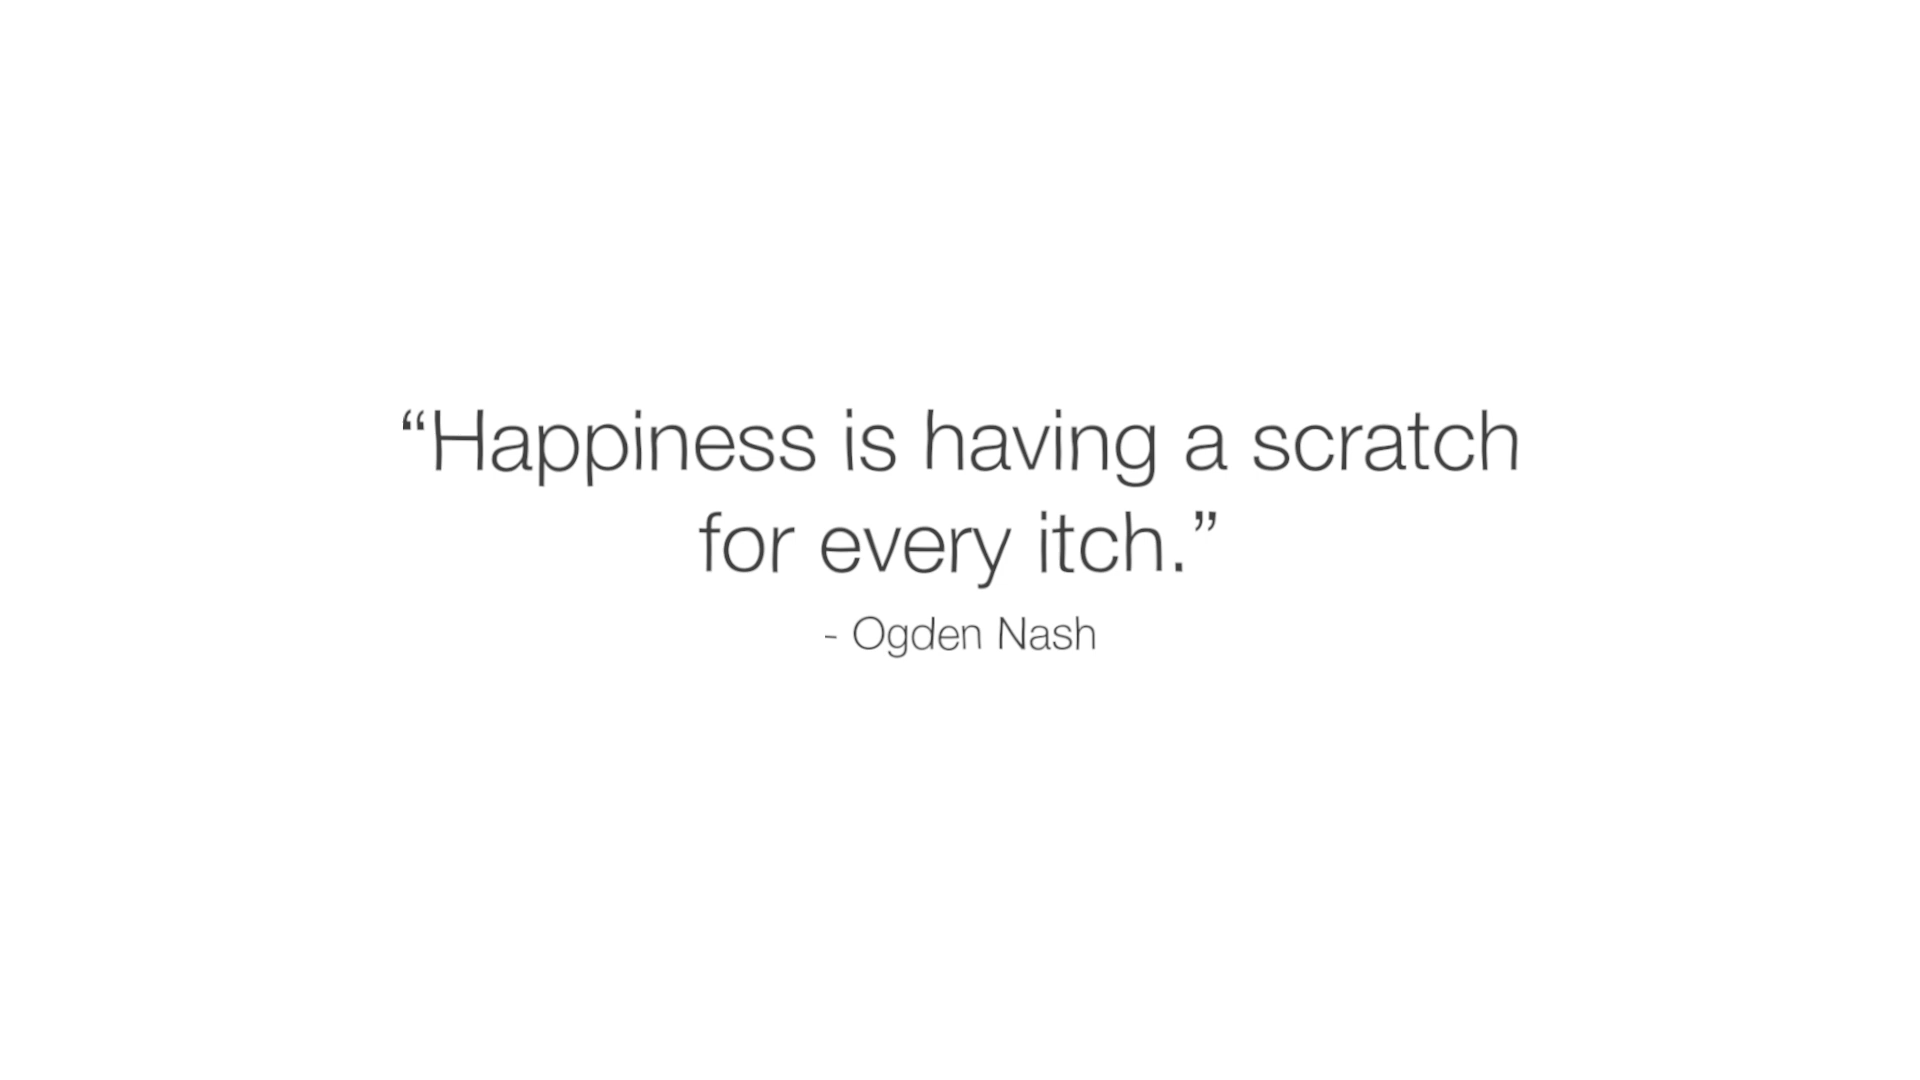 “Happiness is having a scratch
for every itch.”
- Ogden Nash